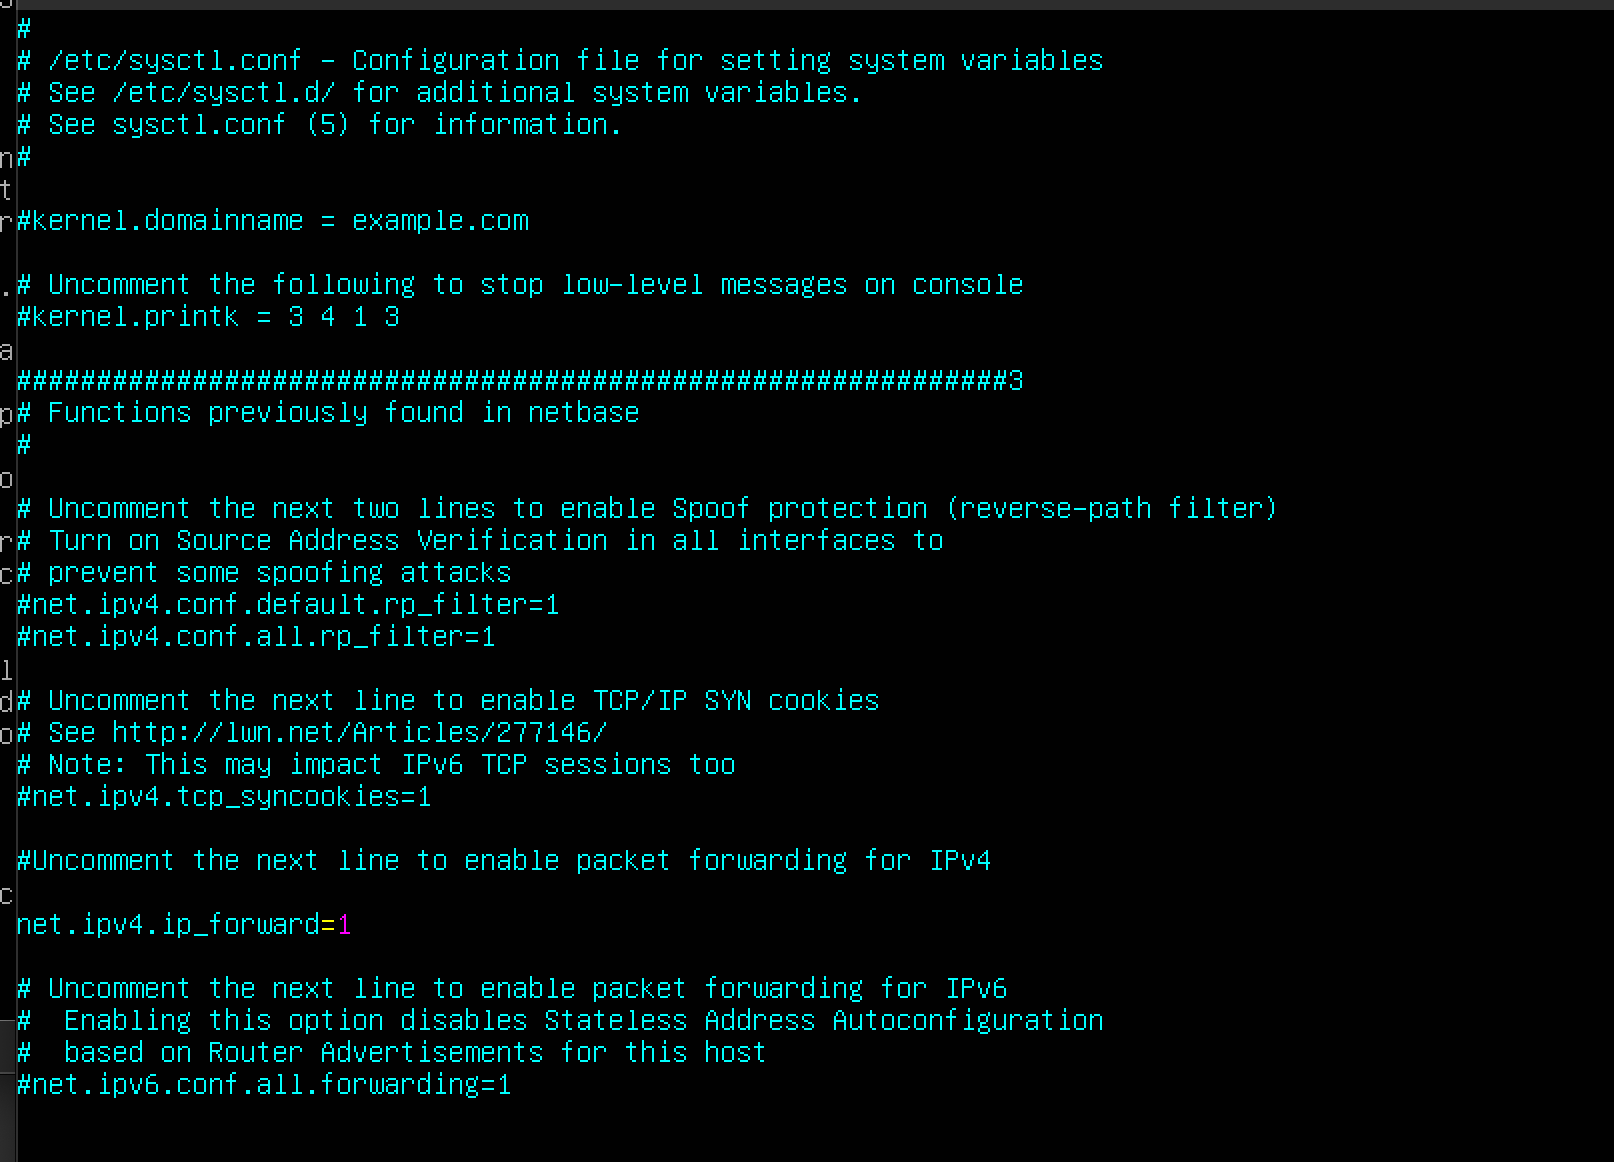 #
# /etc/sysctl.conf - Configuration file for setting system variables
# See /etc/sysctl.d/ for additional system variables.
# See sysctl.conf (5) for information.
#
#kernel.domainname = example.com
# Uncomment the following to stop low-level messages on console
#kernel.printk = 3 4 1 3
##############################################################3
# Functions previously found in netbase
#
# Uncomment the next two lines to enable Spoof protection (reverse-path filter)
# Turn on Source Address Verification in all interfaces to
# prevent some spoofing attacks
#net.ipv4.conf.default.rp_filter=1
#net.ipv4.conf.all.rp_filter=1
# Uncomment the next line to enable TCP/IP SYN cookies
# See http://lwn.net/Articles/277146/
# Note: This may impact IPv6 TCP sessions too
#net.ipv4.tcp_syncookies=1
#Uncomment the next line to enable packet forwarding for IPv4
net.ipv4.ip_forward=1
# Uncomment the next line to enable packet forwarding for IPv6
#  Enabling this option disables Stateless Address Autoconfiguration
#  based on Router Advertisements for this host
#net.ipv6.conf.all.forwarding=1